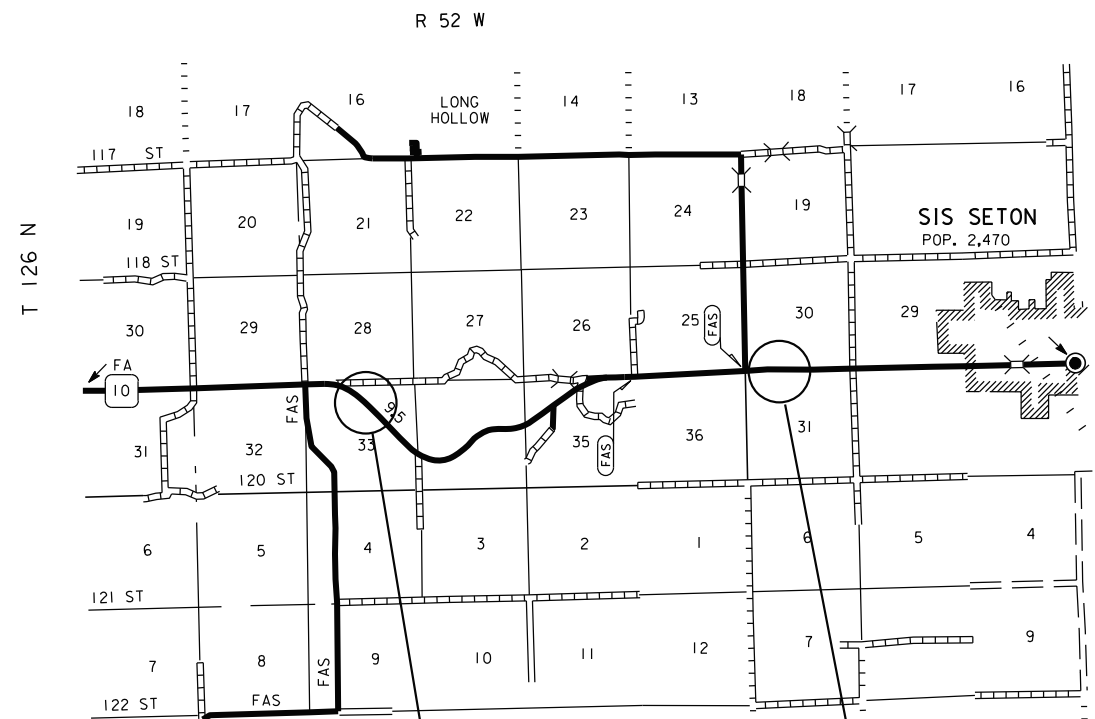 R 52 W
18
17
16
LONG
HOLLOW
14
13
18
17
16
117 ST
T 126 N
19
20
21
22
23
24
19
SIS SETON
POP. 2,470
118 ST
30
29
28
27
26
25
FAS
30
29
FA
10
FAS
9.5
31
32
33
35
FAS
36
31
120 ST
6
5
4
3
2
1
6
5
4
121 ST
7
8
FAS
9
10
11
12
7
9
122 ST
FAS